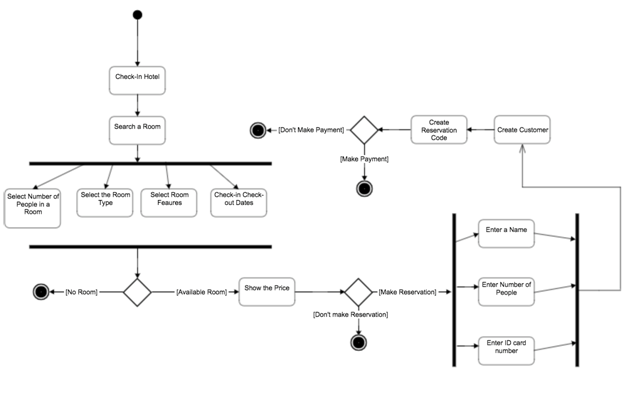 Check-In Hotel
Search a Room
Select Number of
People in a
Room
Select the Room
Type
Select Room
Feaures
Check-in Check-
out Dates
[No Room]
[Available Room]
Show the Price
[Make Reservation]
[Don't make Reservation]
Enter a Name
Enter Number of
People
Enter ID card
number
Create Customer
Create
Reservation
Code
[Don't Make Payment]
[Make Payment]